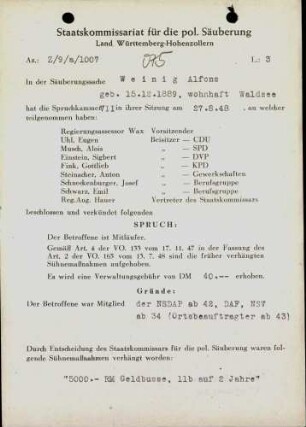 Staatskommissariat für die pol. Säuberung
Land Württemberg-Hohenzollern
Az.: Z/9/m/1007
075
L.: 3
In der Säuberungssache Weinig Alfons
geb. 15.12.1889, wohnhaft Waldsee
hat die Spruchkammer VII in ihrer Sitzung am 27.8.48. an welcher
teilgenommen haben:
Regierungsassessor Wax Vorsitzender
Uhl, Eugen Beisitzer — CDU
Musch, Alois — SPD
Einstein, Sigbert — DVP
Fink, Gottlieb — KPD
Steinacher, Anton — Gewerkschaften
Schneckenburger, Josef — Berufsgruppe
Schwarz, Emil — Berufsgruppe
Reg.Ang. Hauer Vertreter des Staatskommissars
beschlossen und verkündet folgenden
SPRUCH:
Der Betroffene ist Mitläufer.
Gemäß Art. 4 der VO. 133 vom 17. 11. 47 in der Fassung des
Art. 2 der VO. 165 vom 13. 7. 48 sind die früher verhängten
Sühnemaßnahmen aufgehoben.
Es wird eine Verwaltungsgebühr von DM 40.-- erhoben.
Gründe:
Der Betroffene war Mitglied der NSDAP ab 42, DAF, NSV
ab 34 (Ortsbeauftragter ab 43)
Durch Entscheidung des Staatskommissars für die pol. Säuberung waren fol-
gende Sühnemaßnahmen verhängt worden:
"5000.- RM Geldbusse, 11b auf 2 Jahre"